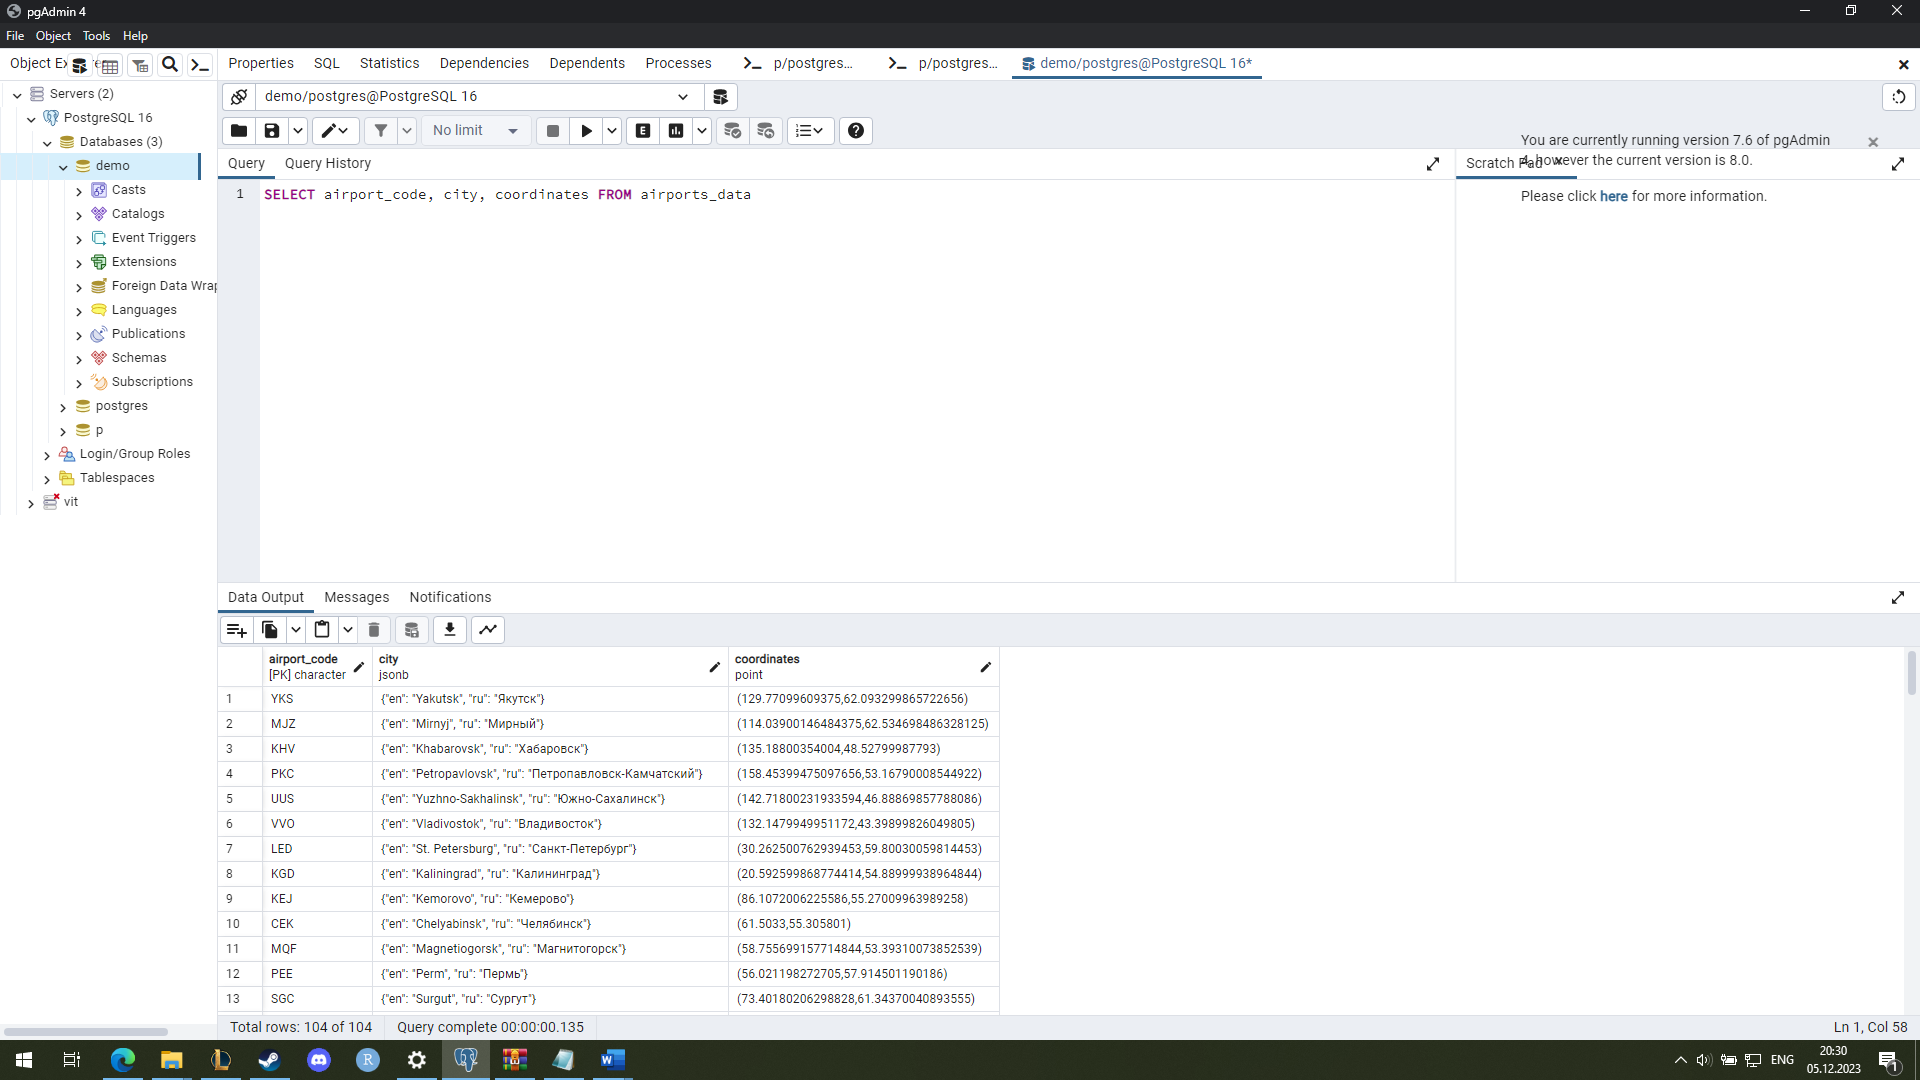 pgAdmin 4
File Object Tools Help
Object Ex
Properties SQL Statistics Dependencies Dependents Processes p/postgres... p/postgres... demo/postgres@PostgreSQL 16*
Servers (2)
PostgreSQL 16
Databases (3)
demo
Casts
Catalogs
Event Triggers
Extensions
Foreign Data Wrap
Languages
Publications
Schemas
Subscriptions
postgres
p
Login/Group Roles
Tablespaces
vit
demo/postgres@PostgreSQL 16
No limit
E
Query Query History
Scratch Pad
You are currently running version 7.6 of pgAdmin
4, however the current version is 8.0.
Please click here for more information.
1 SELECT airport_code, city, coordinates FROM airports_data
Data Output Messages Notifications
airport_code city coordinates
[PK] character jsonb point
1 YKS {"en": "Yakutsk", "ru": "Якутск"} (129.77099609375,62.093299865722656)
2 MJZ {"en": "Mirnyj", "ru": "Мирный"} (114.03900146484375,62.534698486328125)
3 KHV {"en": "Khabarovsk", "ru": "Хабаровск"} (135.18800354004,48.52799987793)
4 PKC {"en": "Petropavlovsk", "ru": "Петропавловск-Камчатский"} (158.45399475097656,53.16790008544922)
5 UUS {"en": "Yuzhno-Sakhalinsk", "ru": "Южно-Сахалинск"} (142.71800231933594,46.88869857788086)
6 VVO {"en": "Vladivostok", "ru": "Владивосток"} (132.1479949951172,43.39899826049805)
7 LED {"en": "St. Petersburg", "ru": "Санкт-Петербург"} (30.262500762939453,59.80030059814453)
8 KGD {"en": "Kaliningrad", "ru": "Калининград"} (20.592599868774414,54.88999938964844)
9 KEJ {"en": "Kemorovo", "ru": "Кемерово"} (86.1072006225586,55.27009963989258)
10 CEK {"en": "Chelyabinsk", "ru": "Челябинск"} (61.5033,55.305801)
11 MQF {"en": "Magnetiogorsk", "ru": "Магнитогорск"} (58.755699157714844,53.39310073852539)
12 PEE {"en": "Perm", "ru": "Пермь"} (56.021198272705,57.914501190186)
13 SGC {"en": "Surgut", "ru": "Сургут"} (73.40180206298828,61.34370040893555)
Total rows: 104 of 104 Query complete 00:00:00.135
Ln 1, Col 58
ENG
20:30
05.12.2023
1